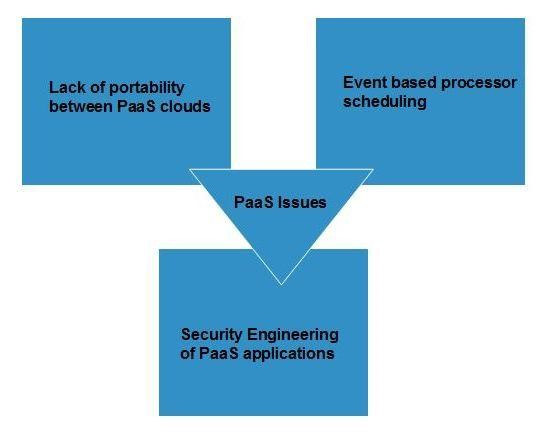 Lack of portability
between PaaS clouds
Event based processor
scheduling
PaaS Issues
Security Engineering
of PaaS applications